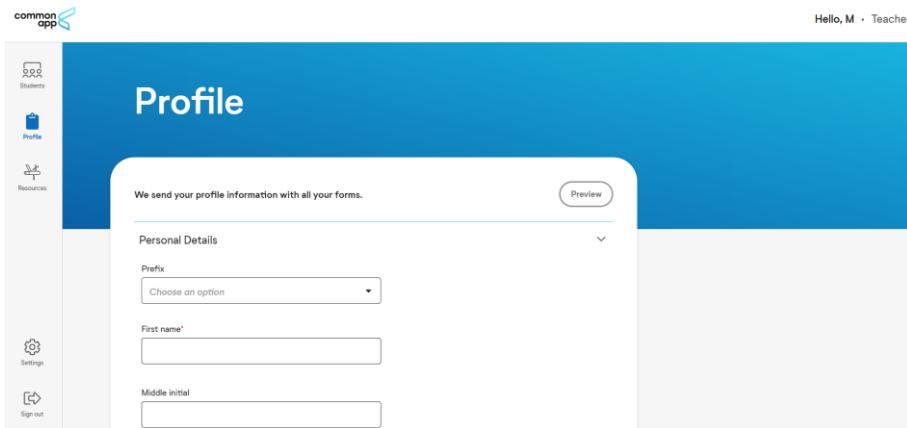 common
app
Hello, M · Teache
Students
Profile
Resources
Settings
Sign out
Profile
We send your profile information with all your forms.
Preview
Personal Details
Prefix
Choose an option
First name*
Middle initial